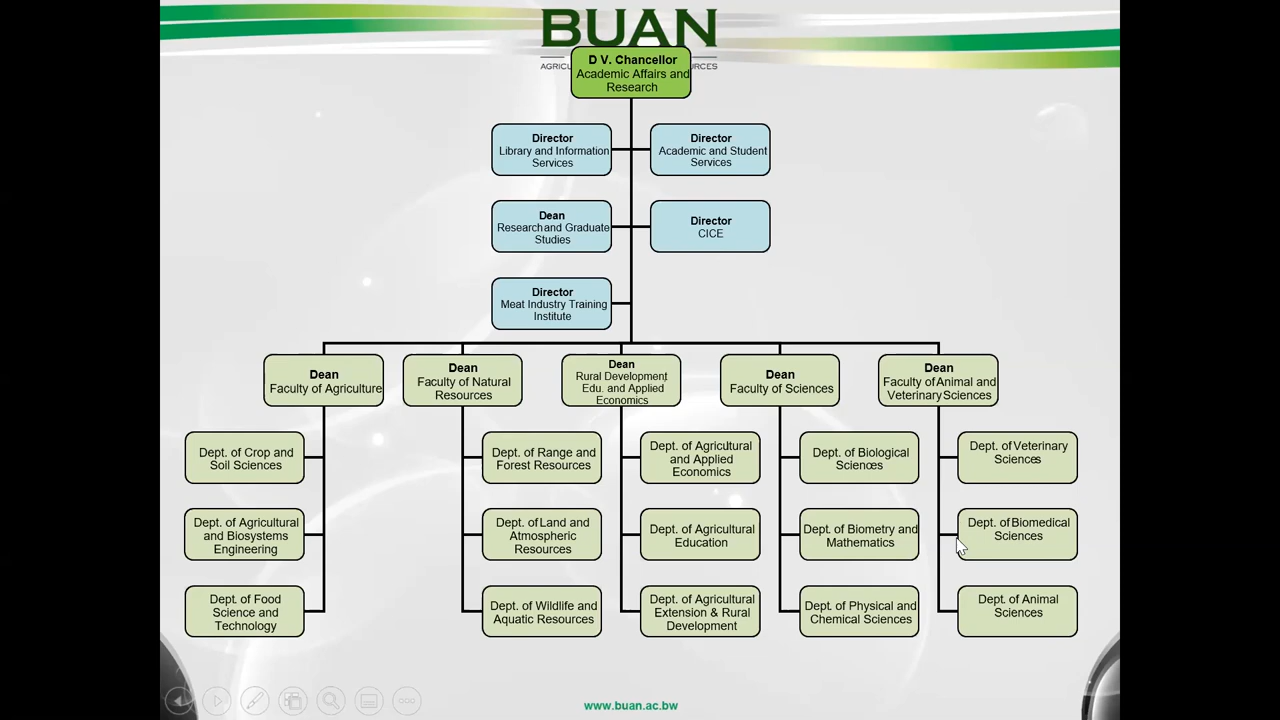 BUAN
AGRICU
URCES
D V. Chancellor
Academic Affairs and
Research
Director
Library and Information
Services
Director
Academic and Student
Services
Dean
Research and Graduate
Studies
Director
CICE
Director
Meat Industry Training
Institute
Dean
Faculty of Agriculture
Dean
Faculty of Natural
Resources
Dean
Rural Development,
Edu. and Applied
Economics
Dean
Faculty of Sciences
Dean
Faculty of Animal and
Veterinary Sciences
Dept. of Crop and
Soil Sciences
Dept. of Range and
Forest Resources
Dept. of Agricultural
and Applied
Economics
Dept. of Biological
Sciences
Dept. of Veterinary
Sciences
Dept. of Agricultural
and Biosystems
Engineering
Dept. of Land and
Atmospheric
Resources
Dept. of Agricultural
Education
Dept. of Biometry and
Mathematics
Dept. of Biomedical
Sciences
Dept. of Food
Science and
Technology
Dept. of Wildlife and
Aquatic Resources
Dept. of Agricultural
Extension & Rural
Development
Dept. of Physical and
Chemical Sciences
Dept. of Animal
Sciences
www.buan.ac.bw